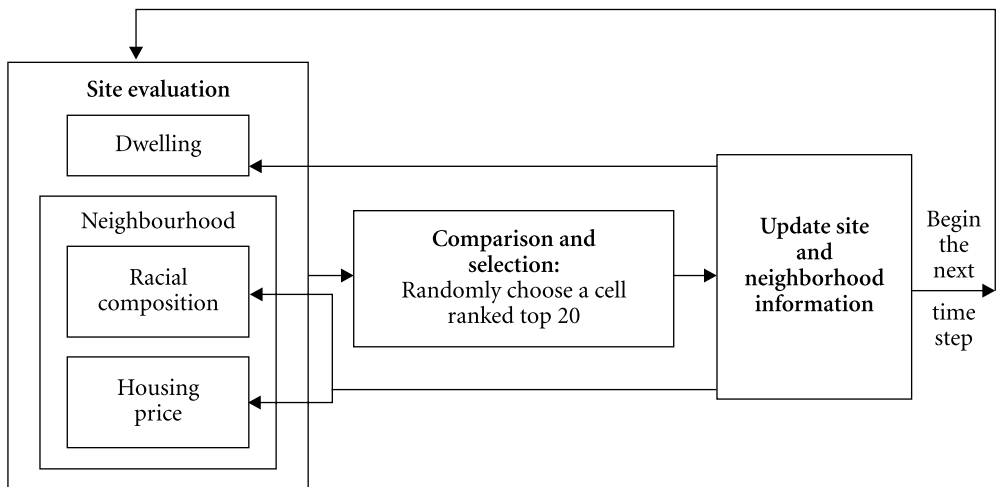 Site evaluation
Dwelling
Neighbourhood
Racial
composition
Housing
price
Comparison and
selection:
Randomly choose a cell
ranked top 20
Update site
and
neighborhood
information
Begin
the
next
time
step